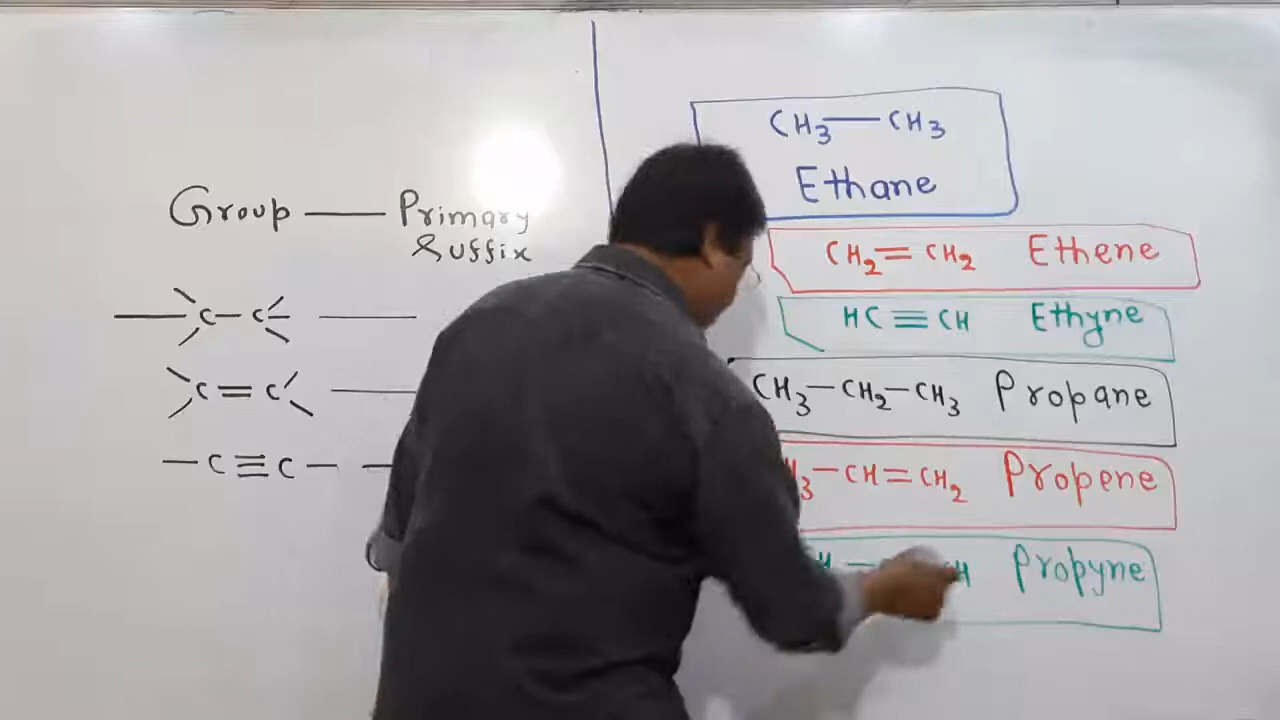 Group — Primary
Suffix
C–C
C=C
–C≡C–
CH3–CH3
Ethane
CH2=CH2 Ethene
HC≡CH Ethyne
CH3–CH2–CH3 Propane
–CH=CH2 Propene
Propyne